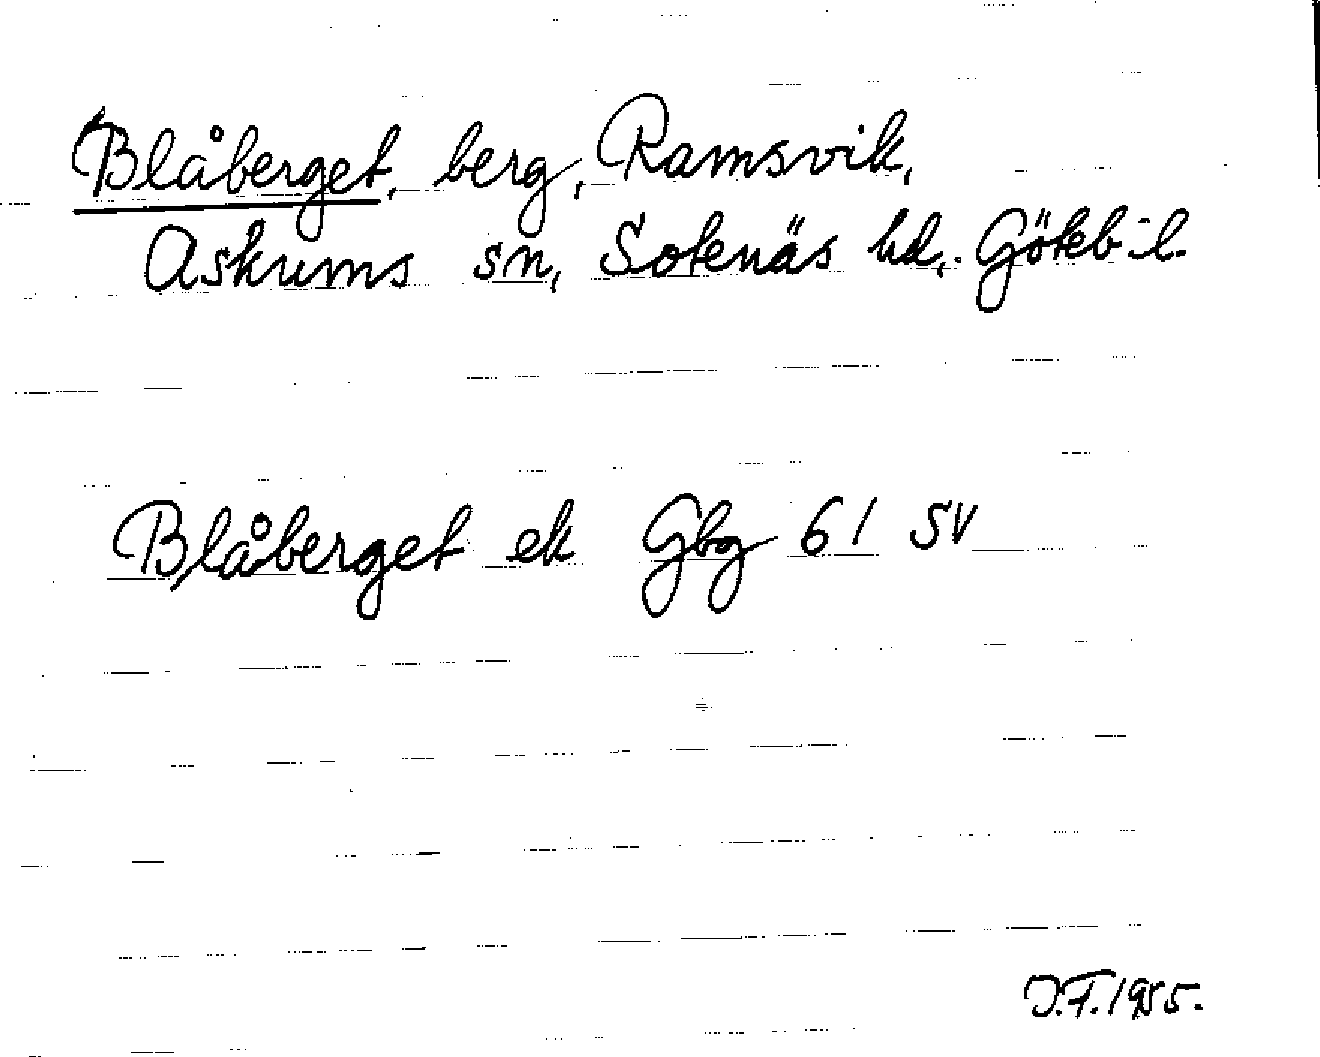 Blåberget, berg, Ramsvik,
Askums sn, Sotenäs hd, Göteb. l.
Blåberget ek Gbg 61 SV
J.F. 1955.